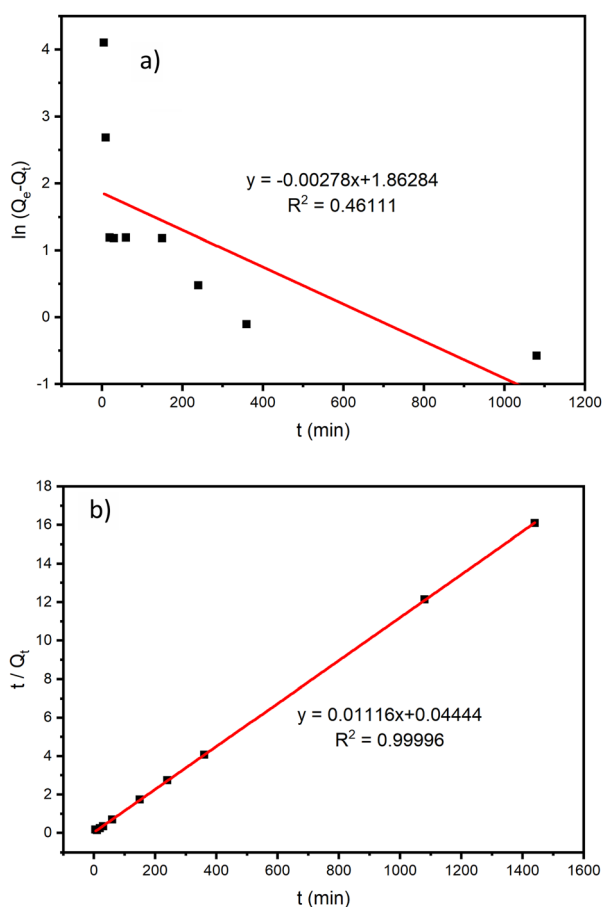 a)
4
3
2
1
0
-1
ln (Qₑ-Qₜ)
y = -0.00278x+1.86284
R² = 0.46111
0 200 400 600 800 1000 1200
t (min)
b)
18
16
14
12
10
8
6
4
2
0
t / Qₜ
y = 0.01116x+0.04444
R² = 0.99996
0 200 400 600 800 1000 1200 1400 1600
t (min)